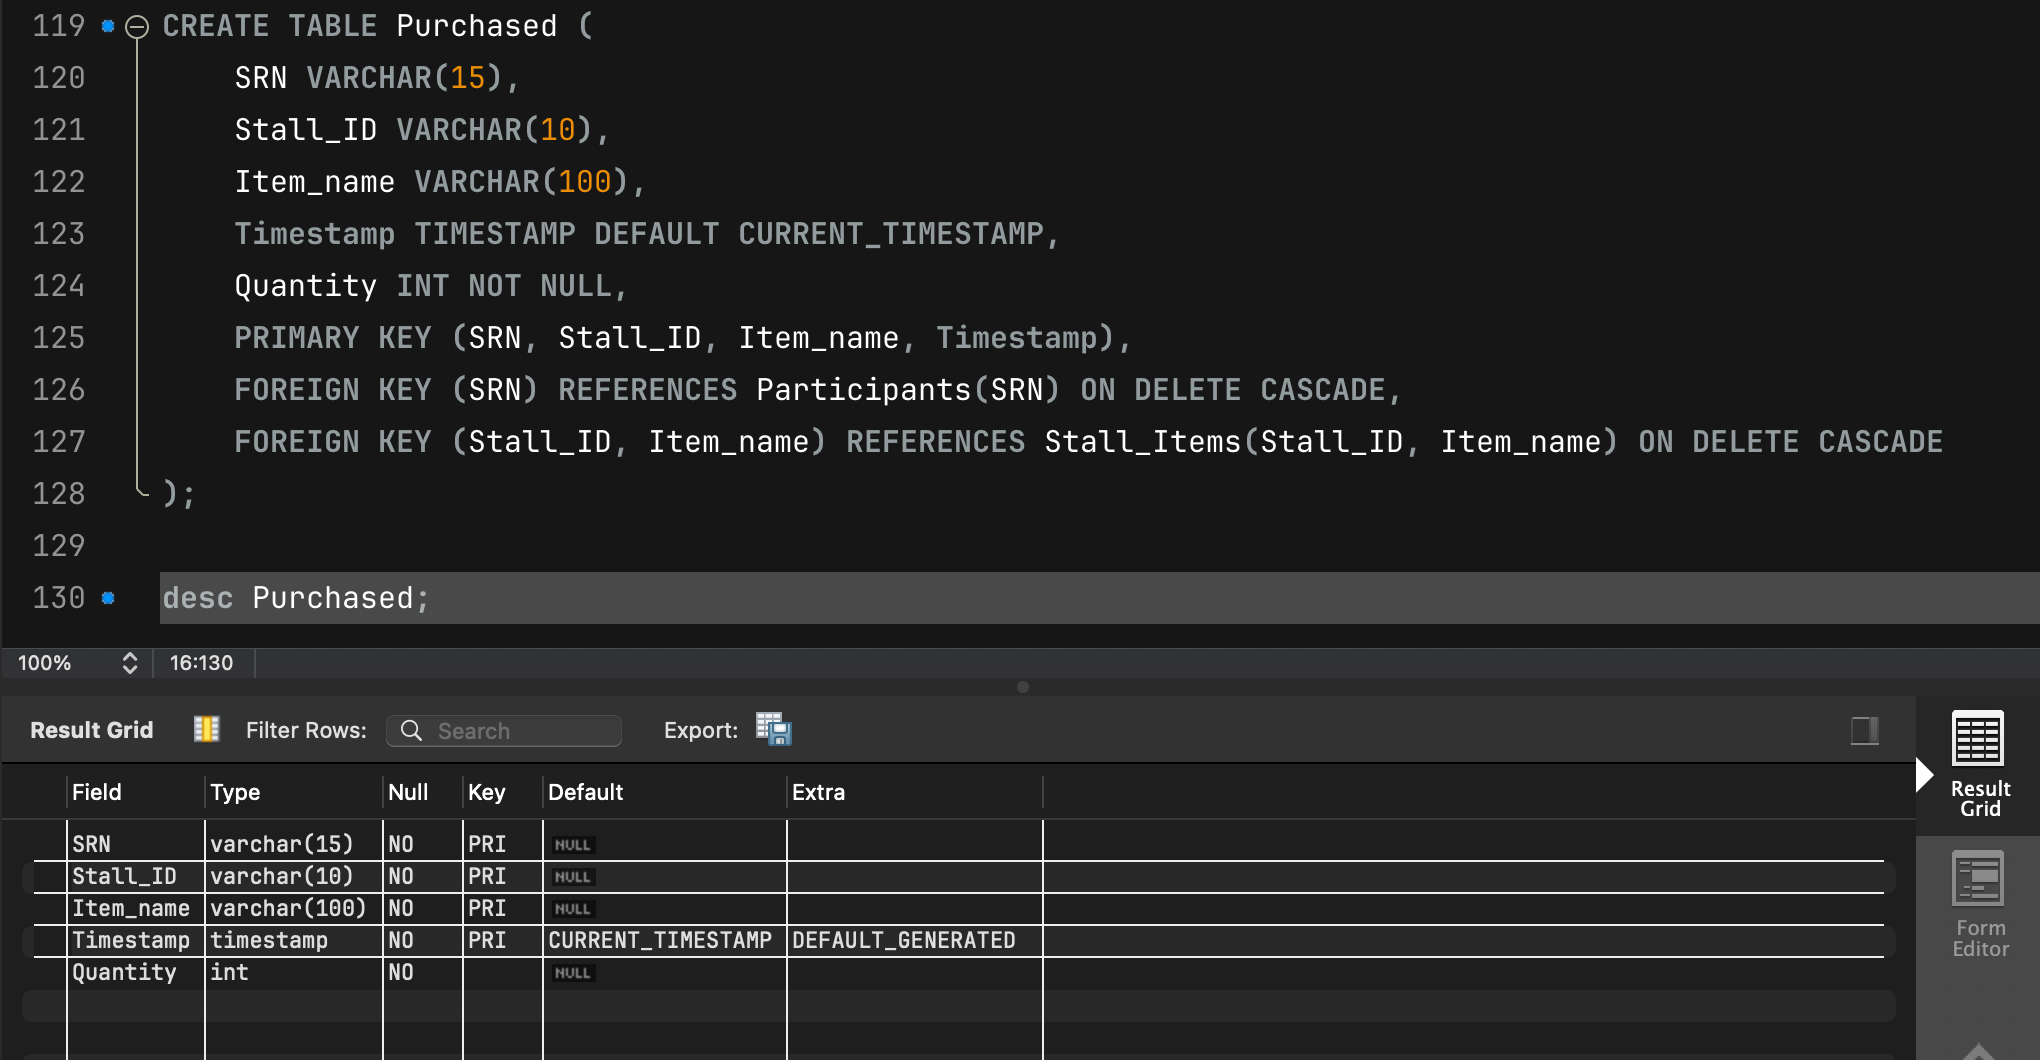 119 CREATE TABLE Purchased (
120 SRN VARCHAR(15),
121 Stall_ID VARCHAR(10),
122 Item_name VARCHAR(100),
123 Timestamp TIMESTAMP DEFAULT CURRENT_TIMESTAMP,
124 Quantity INT NOT NULL,
125 PRIMARY KEY (SRN, Stall_ID, Item_name, Timestamp),
126 FOREIGN KEY (SRN) REFERENCES Participants(SRN) ON DELETE CASCADE,
127 FOREIGN KEY (Stall_ID, Item_name) REFERENCES Stall_Items(Stall_ID, Item_name) ON DELETE CASCADE
128 );
129
130 desc Purchased;
100% 16:130
Result Grid Filter Rows: Search Export:
Field Type Null Key Default Extra
SRN varchar(15) NO PRI NULL
Stall_ID varchar(10) NO PRI NULL
Item_name varchar(100) NO PRI NULL
Timestamp timestamp NO PRI CURRENT_TIMESTAMP DEFAULT_GENERATED
Quantity int NO NULL
Result
Grid
Form
Editor